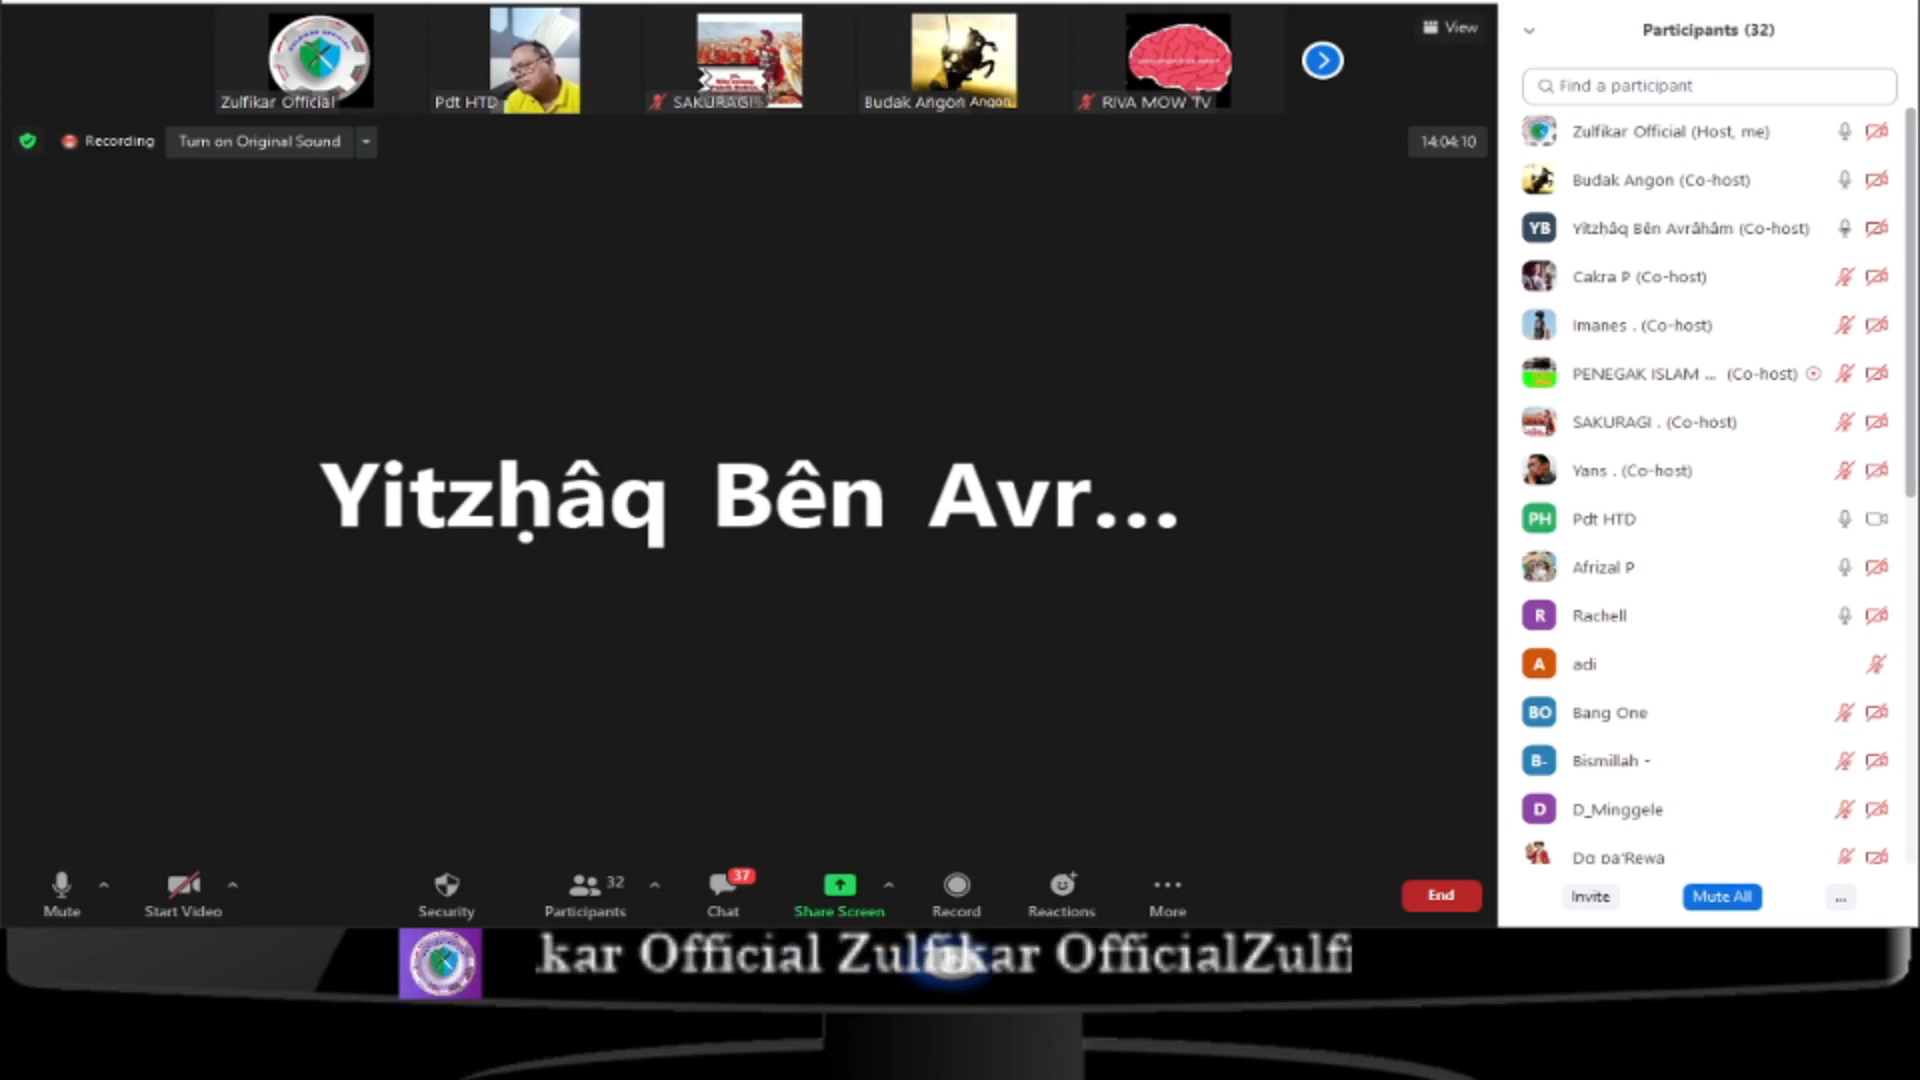 Zulfikar Official
Pdt HTD
SAKURAGI .
Budak Angon Angon
RIVA MOW TV
View
Recording
Turn on Original Sound
14:04:10
Yitzḥâq Bên Avr...
Participants (32)
Find a participant
Zulfikar Official (Host, me)
Budak Angon (Co-host)
YB
Yitzḥâq Bên Avrâhâm (Co-host)
Cakra P (Co-host)
Imanes . (Co-host)
PENEGAK ISLAM ... (Co-host)
SAKURAGI . (Co-host)
Yans . (Co-host)
PH
Pdt HTD
Afrizal P
R
Rachell
A
adi
BO
Bang One
B-
Bismillah -
D
D_Minggele
Do pa'Rewa
Invite
Mute All
...
Mute
Start Video
Security
Participants
32
Chat
37
Share Screen
Record
Reactions
More
End
.kar Official Zulfikar OfficialZulfi